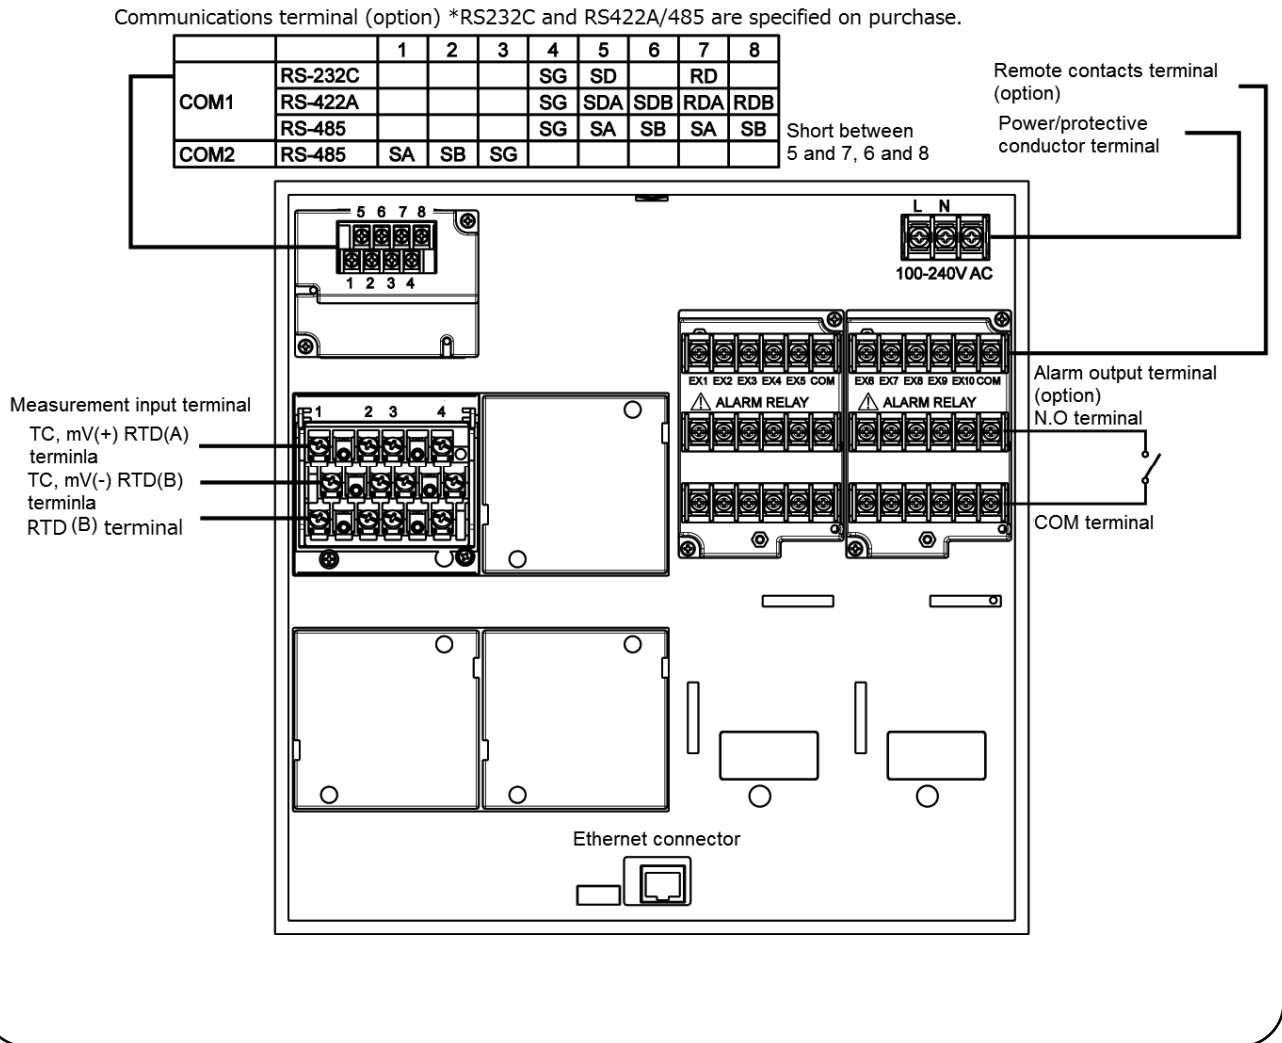 Communications terminal (option) *RS232C and RS422A/485 are specified on purchase.
1 2 3 4 5 6 7 8
COM1 RS-232C SG SD RD
RS-422A SG SDA SDB RDA RDB
RS-485 SG SA SB SA SB
COM2 RS-485 SA SB SG
Short between
5 and 7, 6 and 8
Remote contacts terminal
(option)
Power/protective
conductor terminal
5 6 7 8
1 2 3 4
L N
100-240V AC
EX1 EX2 EX3 EX4 EX5 COM
EX6 EX7 EX8 EX9 EX10 COM
ALARM RELAY
ALARM RELAY
Alarm output terminal
(option)
N.O terminal
COM terminal
Measurement input terminal
TC, mV(+) RTD(A)
terminla
TC, mV(-) RTD(B)
terminla
RTD (B) terminal
1 2 3 4
Ethernet connector